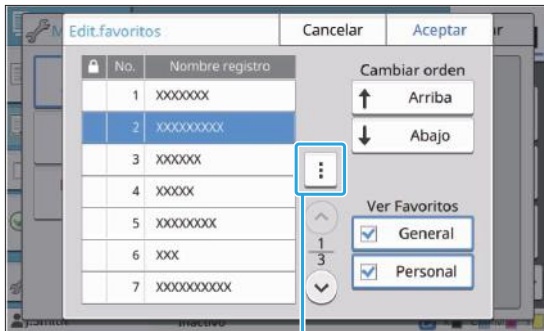 Edit.favoritos
Cancelar
Aceptar
No.
Nombre registro
1 XXXXXXX
2 XXXXXXXXX
3 XXXXXX
4 XXXXX
5 XXXXXXXX
6 XXX
7 XXXXXXXXXX
1
3
Cambiar orden
Arriba
Abajo
Ver Favoritos
General
Personal